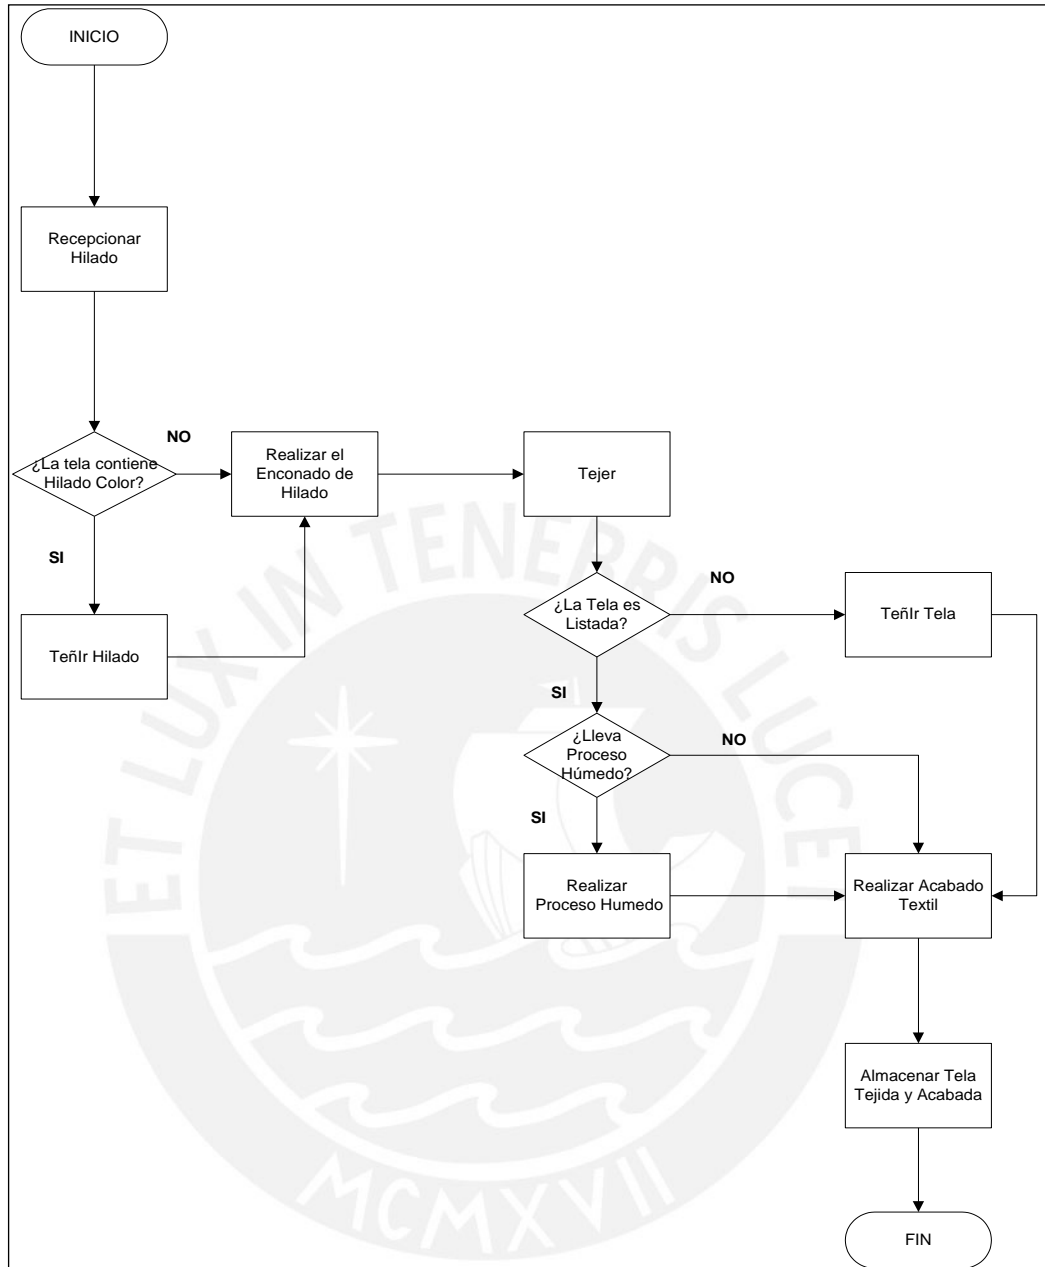 INICIO
Recepcionar
Hilado
¿La tela contiene
Hilado Color?
NO
SI
Realizar el
Enconado de
Hilado
Tejer
TeñIr Hilado
¿La Tela es
Listada?
NO
TeñIr Tela
SI
¿Lleva
Proceso
Húmedo?
NO
SI
Realizar
Proceso Humedo
Realizar Acabado
Textil
Almacenar Tela
Tejida y Acabada
FIN
ET LUX IN TENEBRIS LUCET
MCMXVII